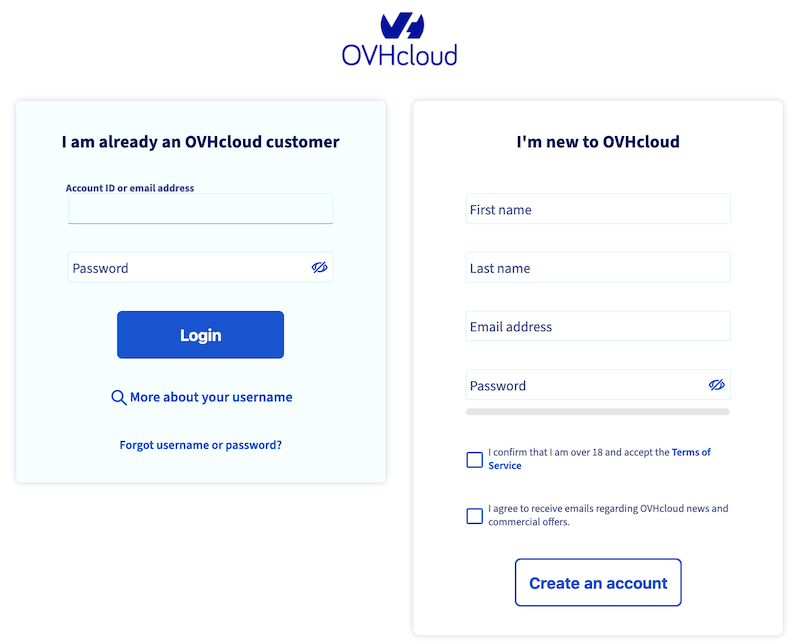 OVHcloud
I am already an OVHcloud customer
Account ID or email address
Password
Login
More about your username
Forgot username or password?
I'm new to OVHcloud
First name
Last name
Email address
Password
I confirm that I am over 18 and accept the Terms of
Service
I agree to receive emails regarding OVHcloud news and
commercial offers.
Create an account